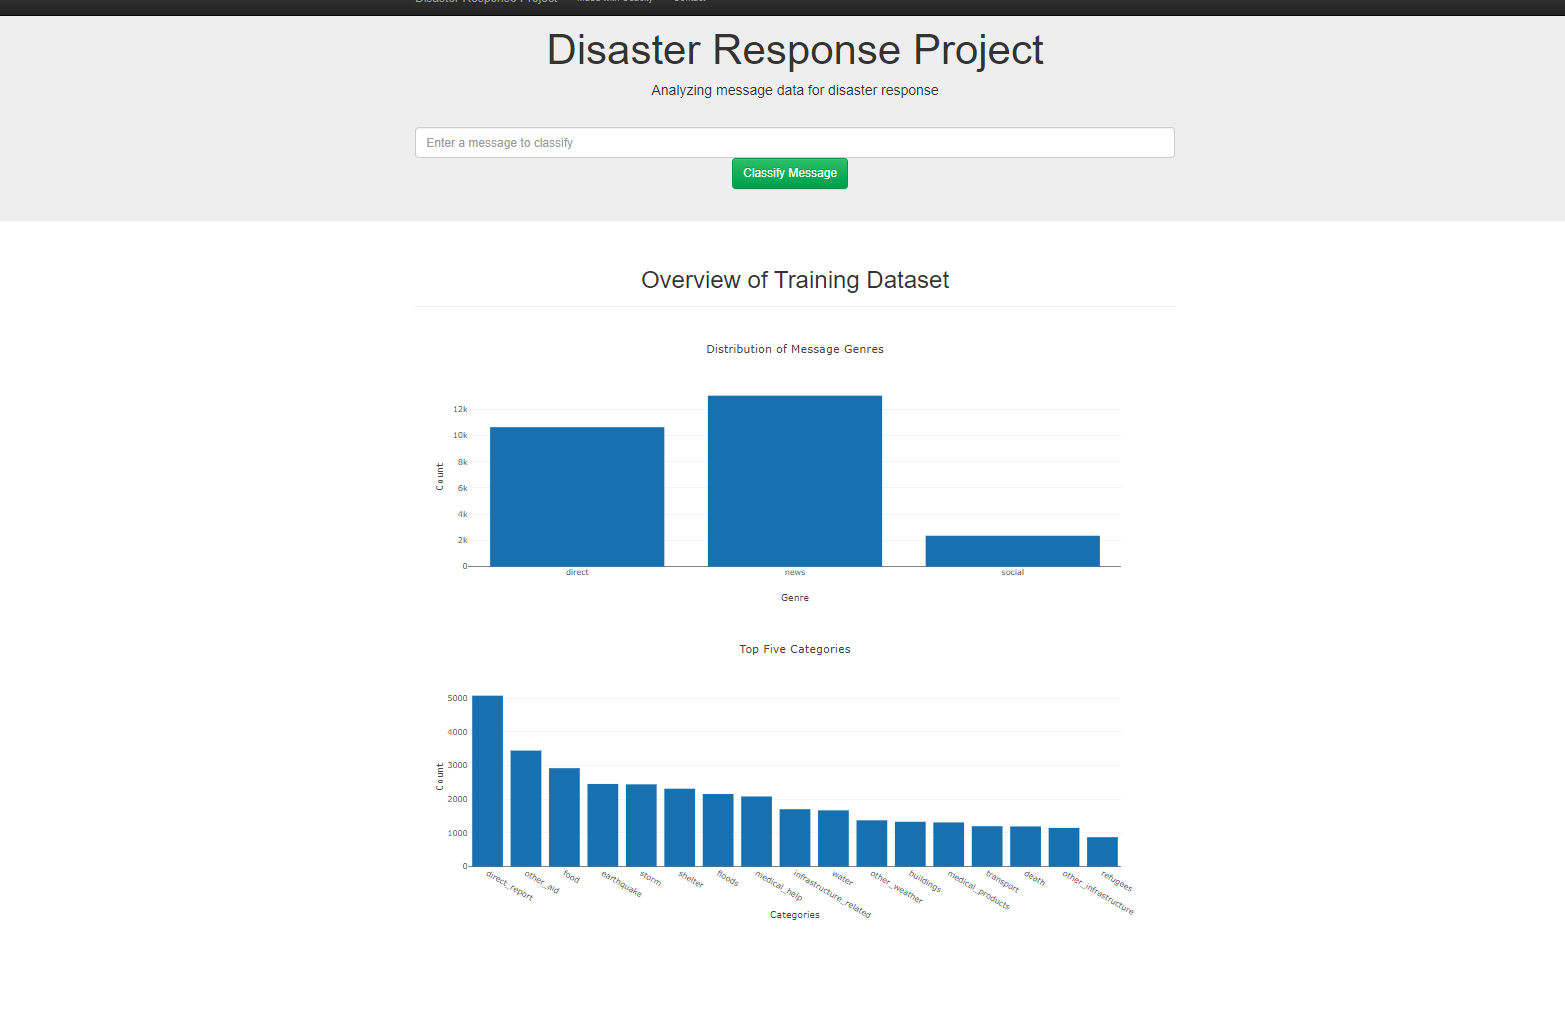 Disaster Response Project
Analyzing message data for disaster response
Enter a message to classify
Classify Message
Overview of Training Dataset
Distribution of Message Genres
12k
10k
8k
6k
4k
2k
0
Count
direct news social
Genre
Top Five Categories
5000
4000
3000
2000
1000
0
Count
direct_report other_aid food earthquake storm shelter floods medical_help infrastructure_related water other_weather buildings medical_products transport death other_infrastructure refugees
Categories